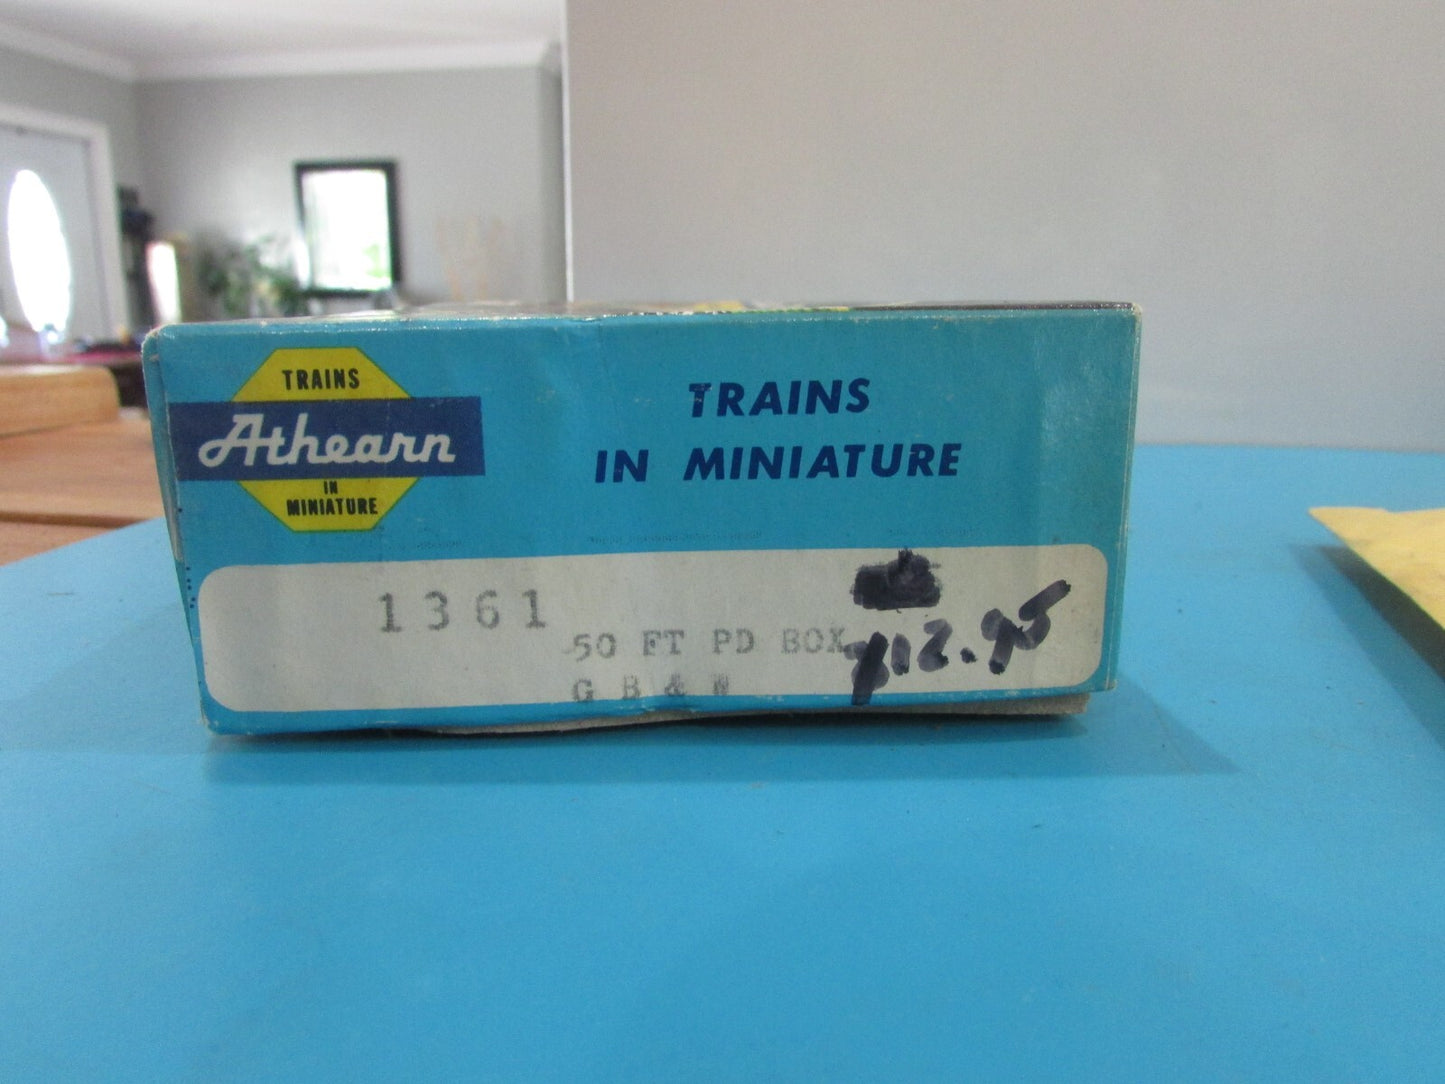 TRAINS
Athearn
IN
MINIATURE
TRAINS
IN MINIATURE
1361
50 FT PD BOX
G B & W
12.95